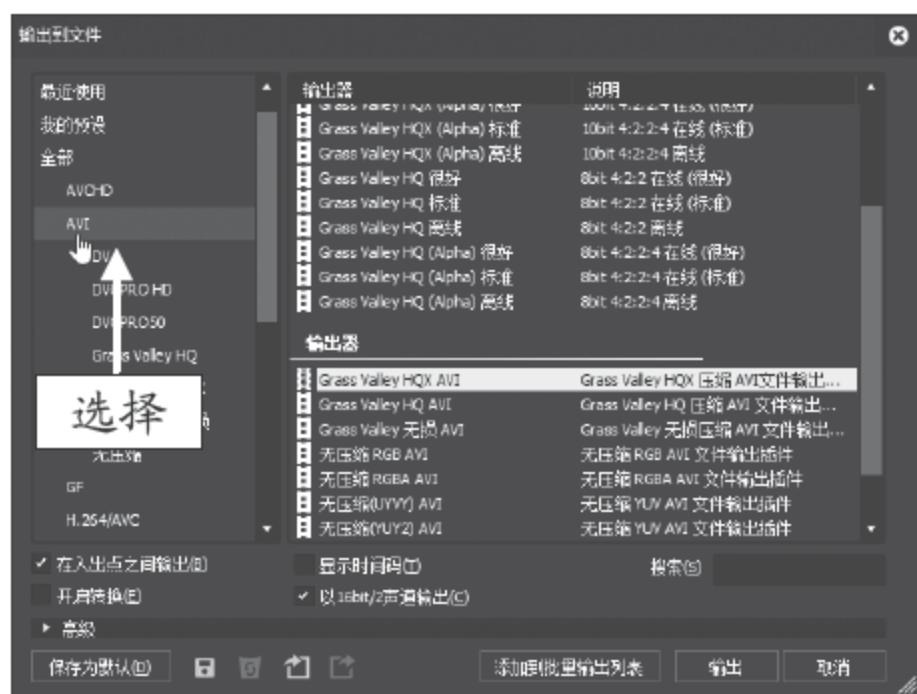 输出到文件
最近使用
我的预设
全部
AVCHD
AVI
DV
DVCPRO HD
DVCPRO50
Grass Valley HQ
选择
无压缩
GF
H.264/AVC
输出器 说明
Grass Valley HQX (Alpha) 很好 10bit 4:2:2:4 在线 (很好)
Grass Valley HQX (Alpha) 标准 10bit 4:2:2:4 在线 (标准)
Grass Valley HQX (Alpha) 离线 10bit 4:2:2:4 离线
Grass Valley HQ 很好 8bit 4:2:2 在线 (很好)
Grass Valley HQ 标准 8bit 4:2:2 在线 (标准)
Grass Valley HQ 离线 8bit 4:2:2 离线
Grass Valley HQ (Alpha) 很好 8bit 4:2:2:4 在线 (很好)
Grass Valley HQ (Alpha) 标准 8bit 4:2:2:4 在线 (标准)
Grass Valley HQ (Alpha) 离线 8bit 4:2:2:4 离线
输出器
Grass Valley HQX AVI Grass Valley HQX 压缩 AVI文件输出...
Grass Valley HQ AVI Grass Valley HQ 压缩 AVI 文件输出...
Grass Valley 无损 AVI Grass Valley 无损压缩 AVI 文件输出...
无压缩 RGB AVI 无压缩 RGB AVI 文件输出插件
无压缩 RGBA AVI 无压缩 RGBA AVI 文件输出插件
无压缩(UYVY) AVI 无压缩 YUV AVI 文件输出插件
无压缩(YUY2) AVI 无压缩 YUV AVI 文件输出插件
在入出点之间输出(B) 显示时间码(T) 搜索(S)
开启转换(E) 以16bit/2声道输出(C)
高级
保存为默认(D) 添加到批量输出列表 输出 取消